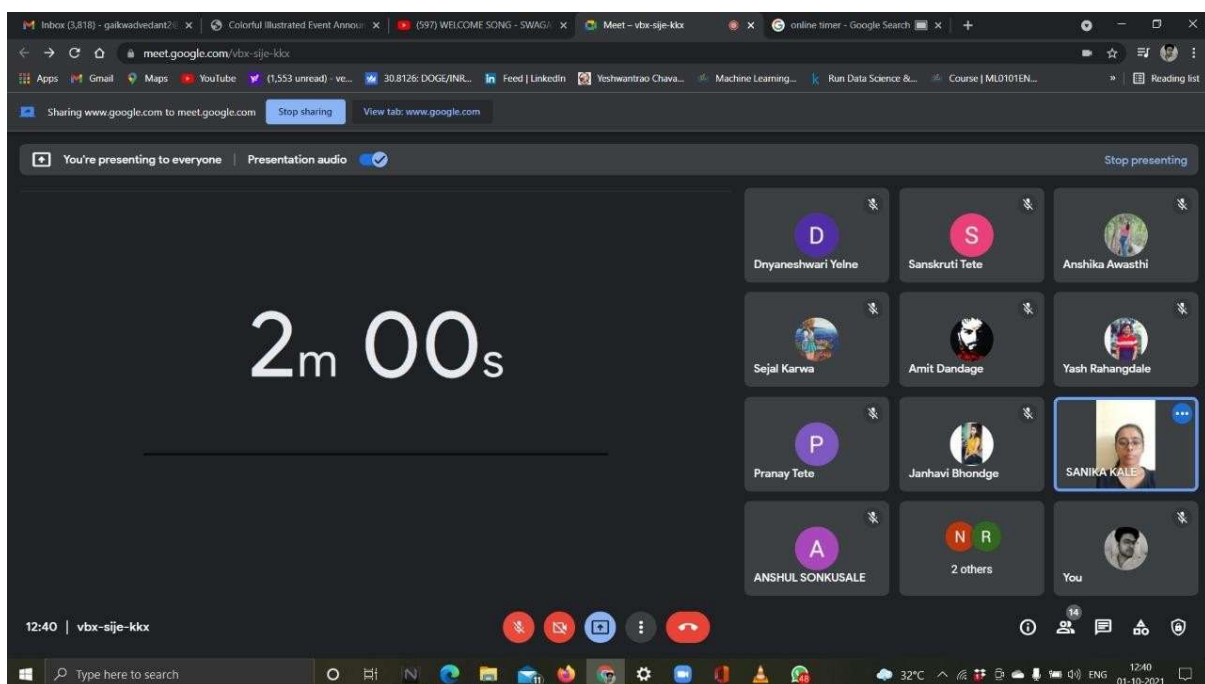 Inbox (3,818) - gaikwadvedant2
Colorful Illustrated Event Annour
(597) WELCOME SONG - SWAGA
Meet – vbx-sije-kkx
online timer - Google Search
meet.google.com/vbx-sije-kkx
Apps
Gmail
Maps
YouTube
(1,553 unread) - ve...
30.8126: DOGE/INR...
Feed | LinkedIn
Yeshwantrao Chava...
Machine Learning...
Run Data Science &...
Course | ML0101EN...
»
Reading list
Sharing www.google.com to meet.google.com
Stop sharing
View tab: www.google.com
You're presenting to everyone
Presentation audio
Stop presenting
2m 00s
D
Dnyaneshwari Yelne
S
Sanskruti Tete
Anshika Awasthi
Sejal Karwa
Amit Dandage
Yash Rahangdale
P
Pranay Tete
Janhavi Bhondge
SANIKA KALE
A
ANSHUL SONKUSALE
N R
2 others
You
12:40 | vbx-sije-kkx
14
Type here to search
32°C
ENG
12:40
01-10-2021